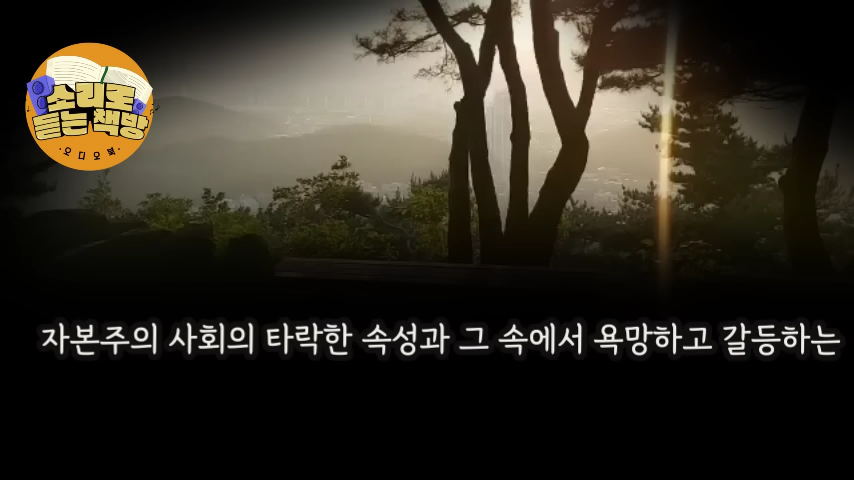 소리로
듣는 책방
·오디오북·
자본주의 사회의 타락한 속성과 그 속에서 욕망하고 갈등하는